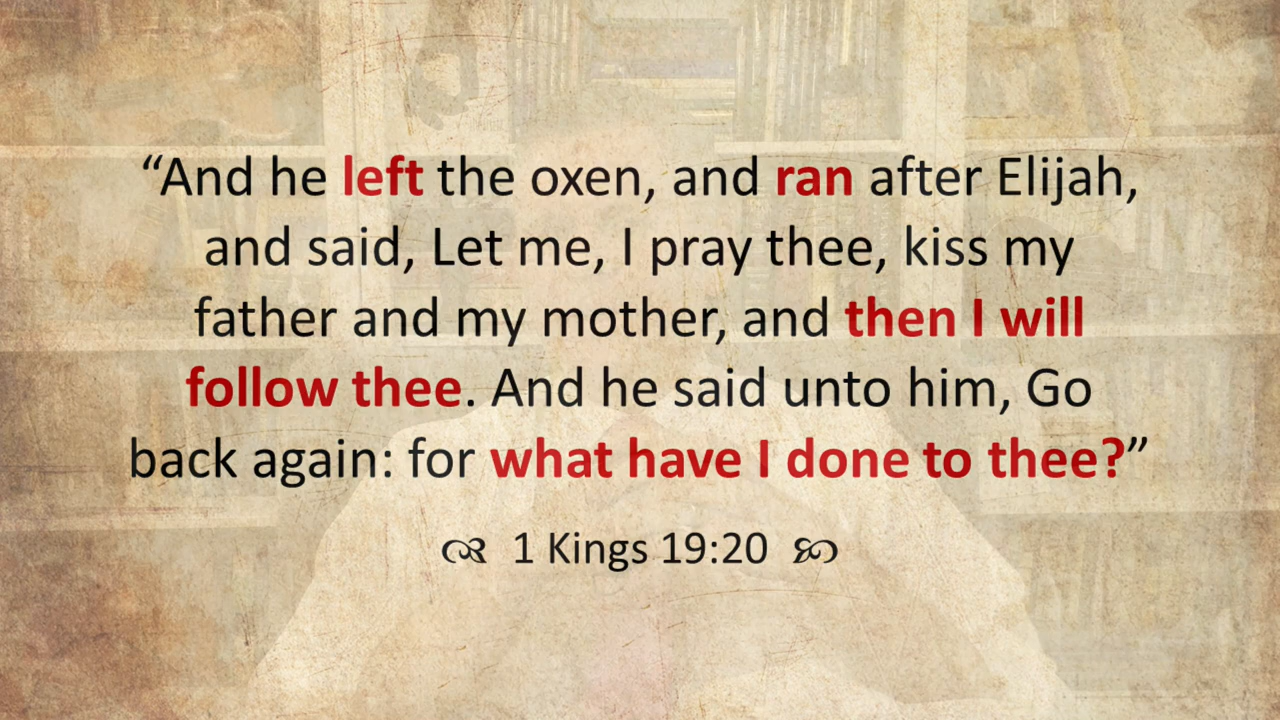 “And he left the oxen, and ran after Elijah,
and said, Let me, I pray thee, kiss my
father and my mother, and then I will
follow thee. And he said unto him, Go
back again: for what have I done to thee?”
1 Kings 19:20